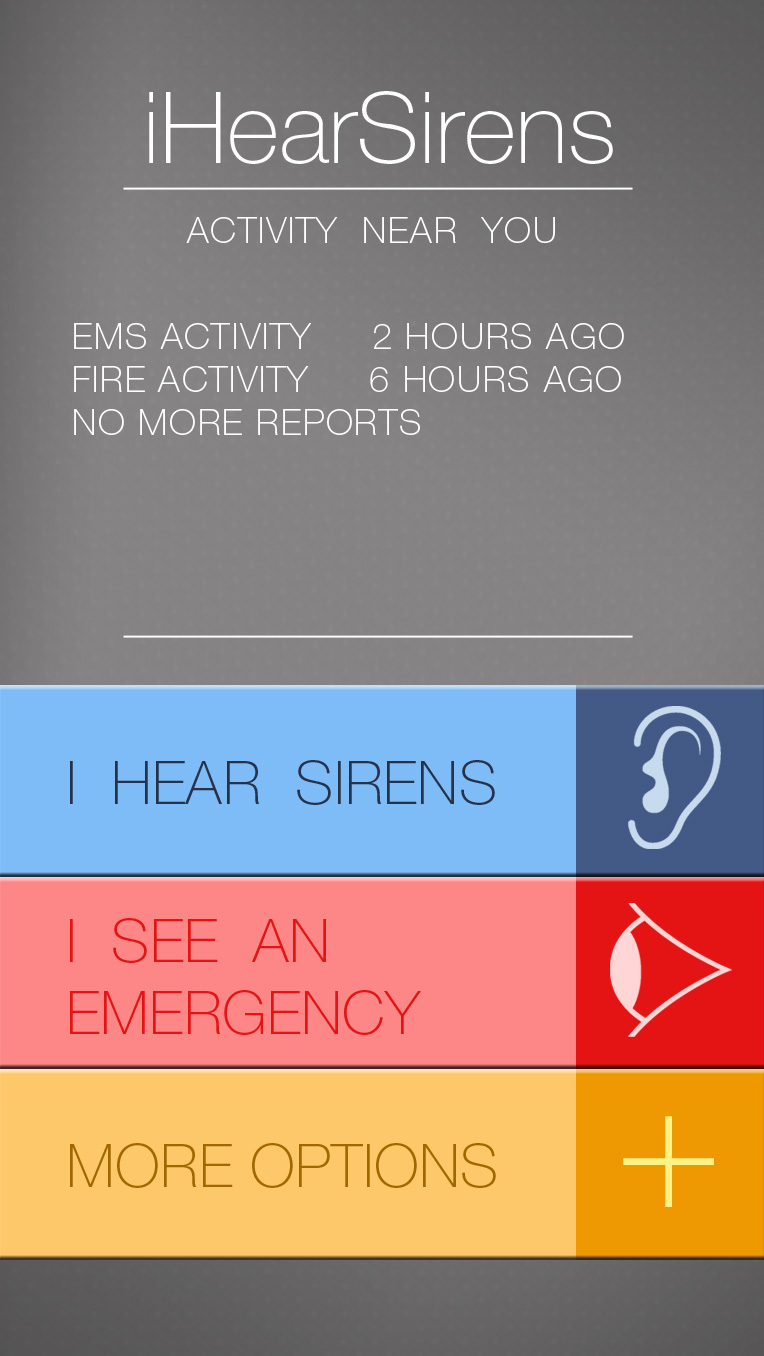 iHearSirens
ACTIVITY NEAR YOU
EMS ACTIVITY 2 HOURS AGO
FIRE ACTIVITY 6 HOURS AGO
NO MORE REPORTS
I HEAR SIRENS
I SEE AN
EMERGENCY
MORE OPTIONS